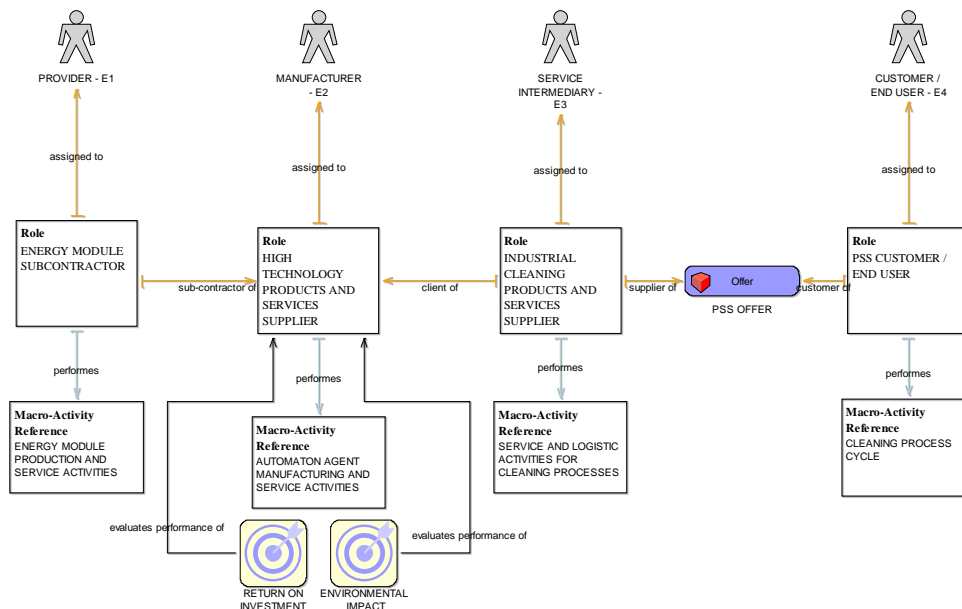 PROVIDER - E1
MANUFACTURER
- E2
SERVICE
INTERMEDIARY -
E3
CUSTOMER /
END USER - E4
assigned to
assigned to
assigned to
assigned to
Role
ENERGY MODULE
SUBCONTRACTOR
sub-contractor of
Role
HIGH
TECHNOLOGY
PRODUCTS AND
SERVICES
SUPPLIER
client of
Role
INDUSTRIAL
CLEANING
PRODUCTS AND
SERVICES
SUPPLIER
supplier of
Offer
PSS OFFER
customer of
Role
PSS CUSTOMER /
END USER
performes
performes
performes
performes
Macro-Activity
Reference
ENERGY MODULE
PRODUCTION AND
SERVICE ACTIVITIES
Macro-Activity
Reference
AUTOMATON AGENT
MANUFACTURING AND
SERVICE ACTIVITIES
Macro-Activity
Reference
SERVICE AND LOGISTIC
ACTIVITIES FOR
CLEANING PROCESSES
Macro-Activity
Reference
CLEANING PROCESS
CYCLE
evaluates performance of
evaluates performance of
RETURN ON
INVESTMENT
ENVIRONMENTAL
IMPACT